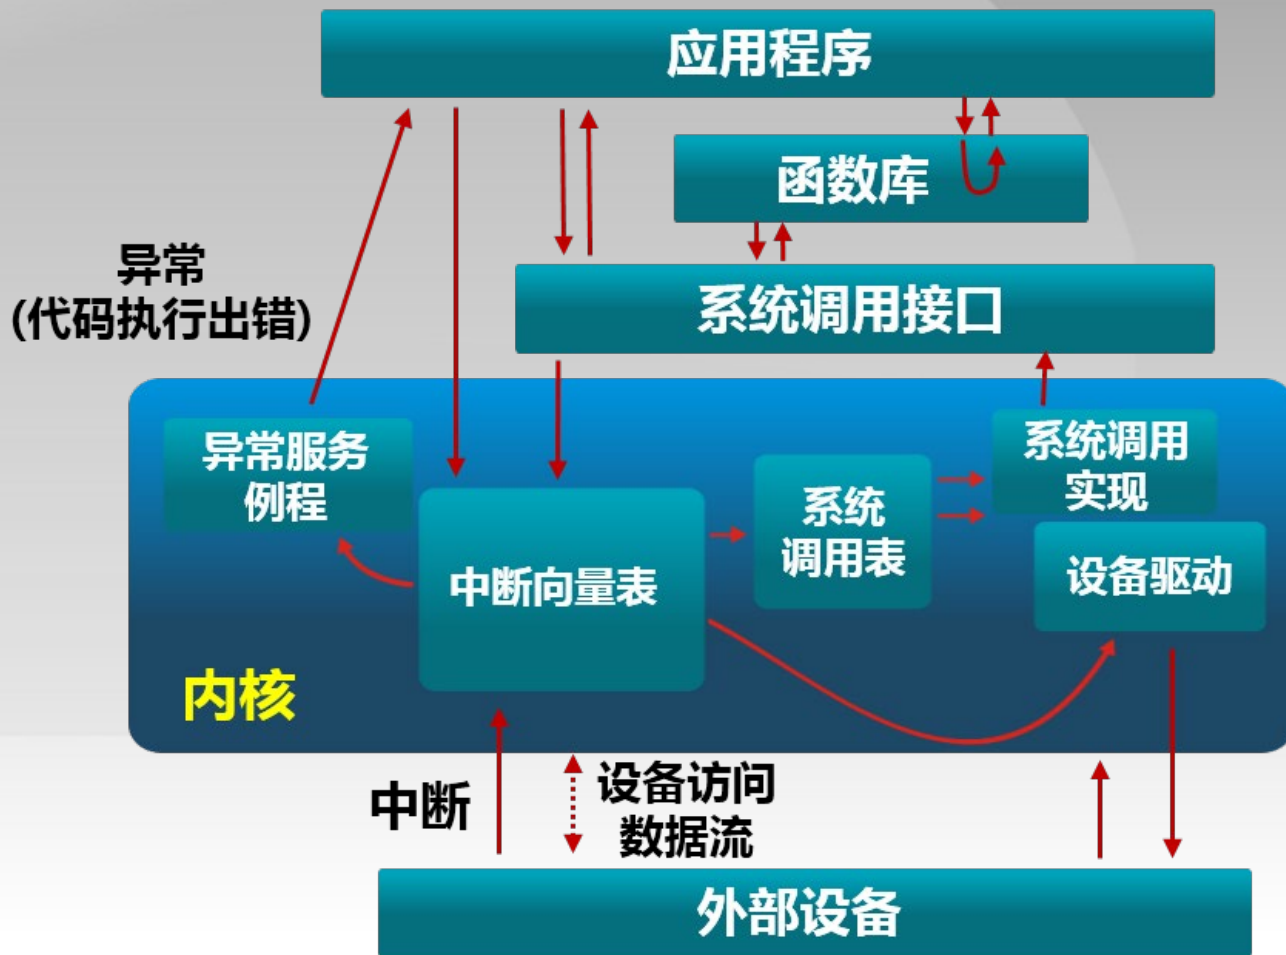 应用程序
函数库
异常
(代码执行出错)
系统调用接口
异常服务
例程
系统调用
实现
系统
调用表
中断向量表
设备驱动
内核
中断
设备访问
数据流
外部设备